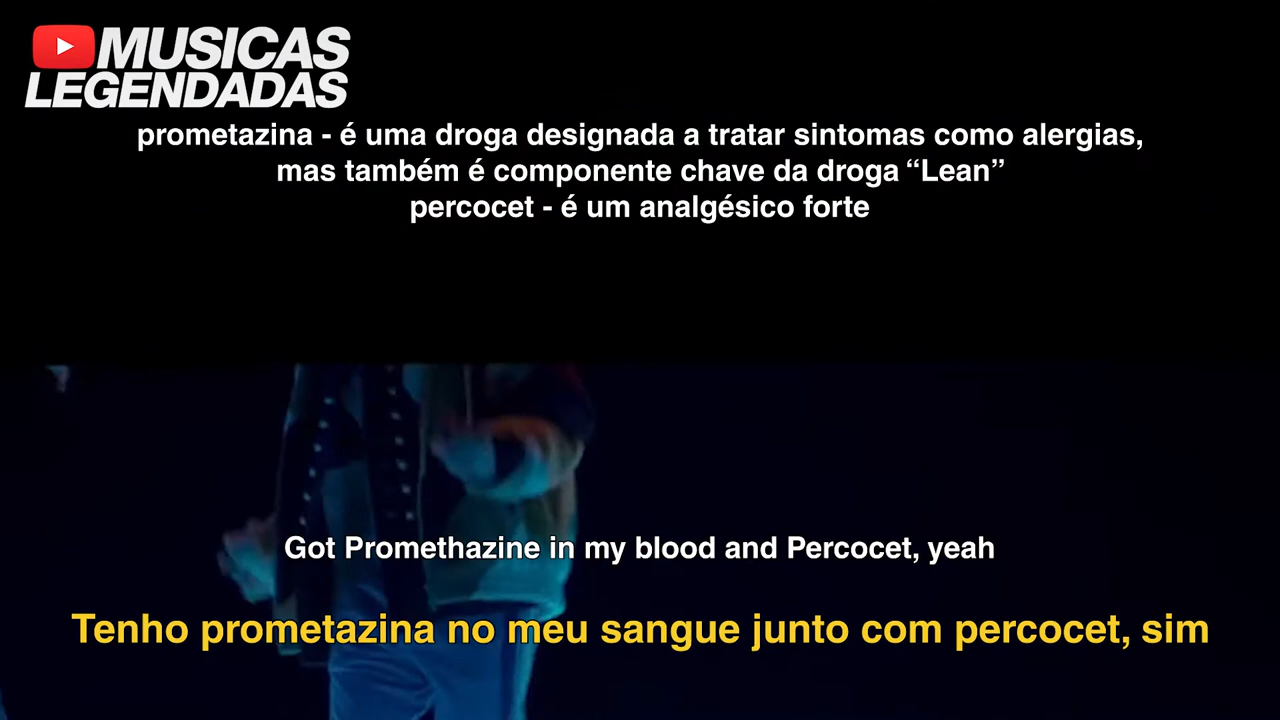 MUSICAS
LEGENDADAS
prometazina - é uma droga designada a tratar sintomas como alergias,
mas também é componente chave da droga “Lean”
percocet - é um analgésico forte
Got Promethazine in my blood and Percocet, yeah
Tenho prometazina no meu sangue junto com percocet, sim